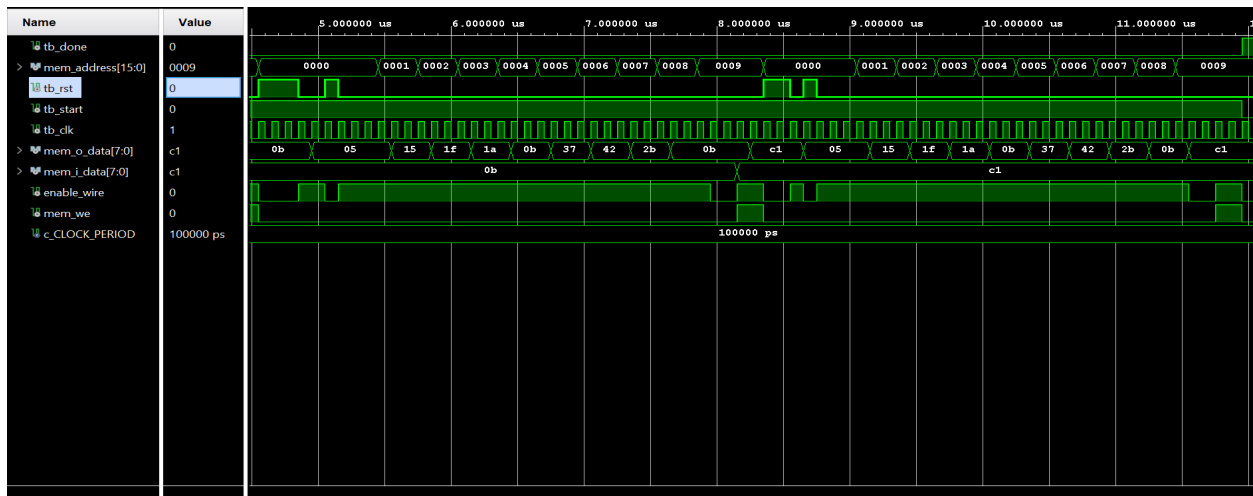 Name Value 5.000000 us 6.000000 us 7.000000 us 8.000000 us 9.000000 us 10.000000 us 11.000000 us
tb_done 0
mem_address[15:0] 0009 0000 0001 0002 0003 0004 0005 0006 0007 0008 0009 0000 0001 0002 0003 0004 0005 0006 0007 0008 0009
tb_rst 0
tb_start 0
tb_clk 1
mem_o_data[7:0] c1 0b 05 15 1f 1a 0b 37 42 2b 0b c1 05 15 1f 1a 0b 37 42 2b 0b c1
mem_i_data[7:0] c1 0b c1
enable_wire 0
mem_we 0
c_CLOCK_PERIOD 100000 ps 100000 ps